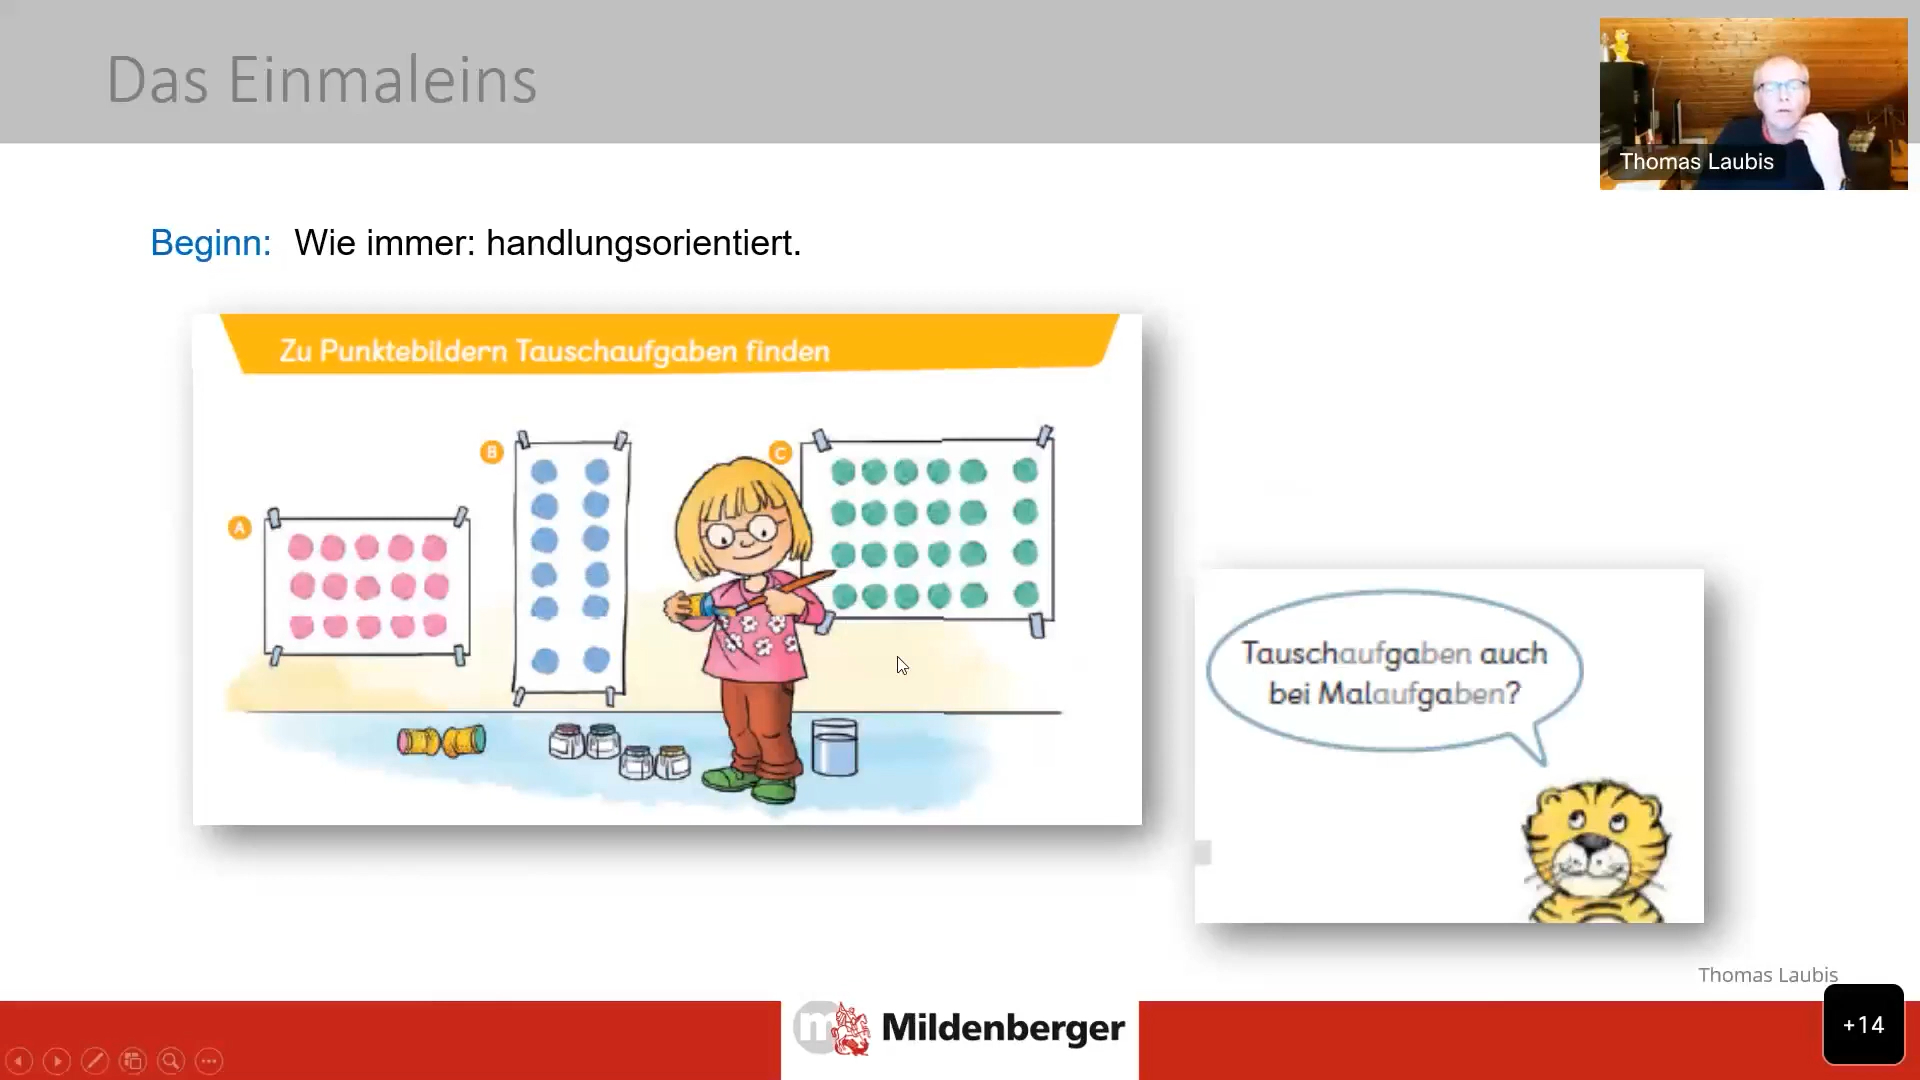 Das Einmaleins
Thomas Laubis
Beginn: Wie immer: handlungsorientiert.
Zu Punktebildern Tauschaufgaben finden
A
B
C
Tauschaufgaben auch
bei Malaufgaben?
Thomas Laubis
m Mildenberger
+14